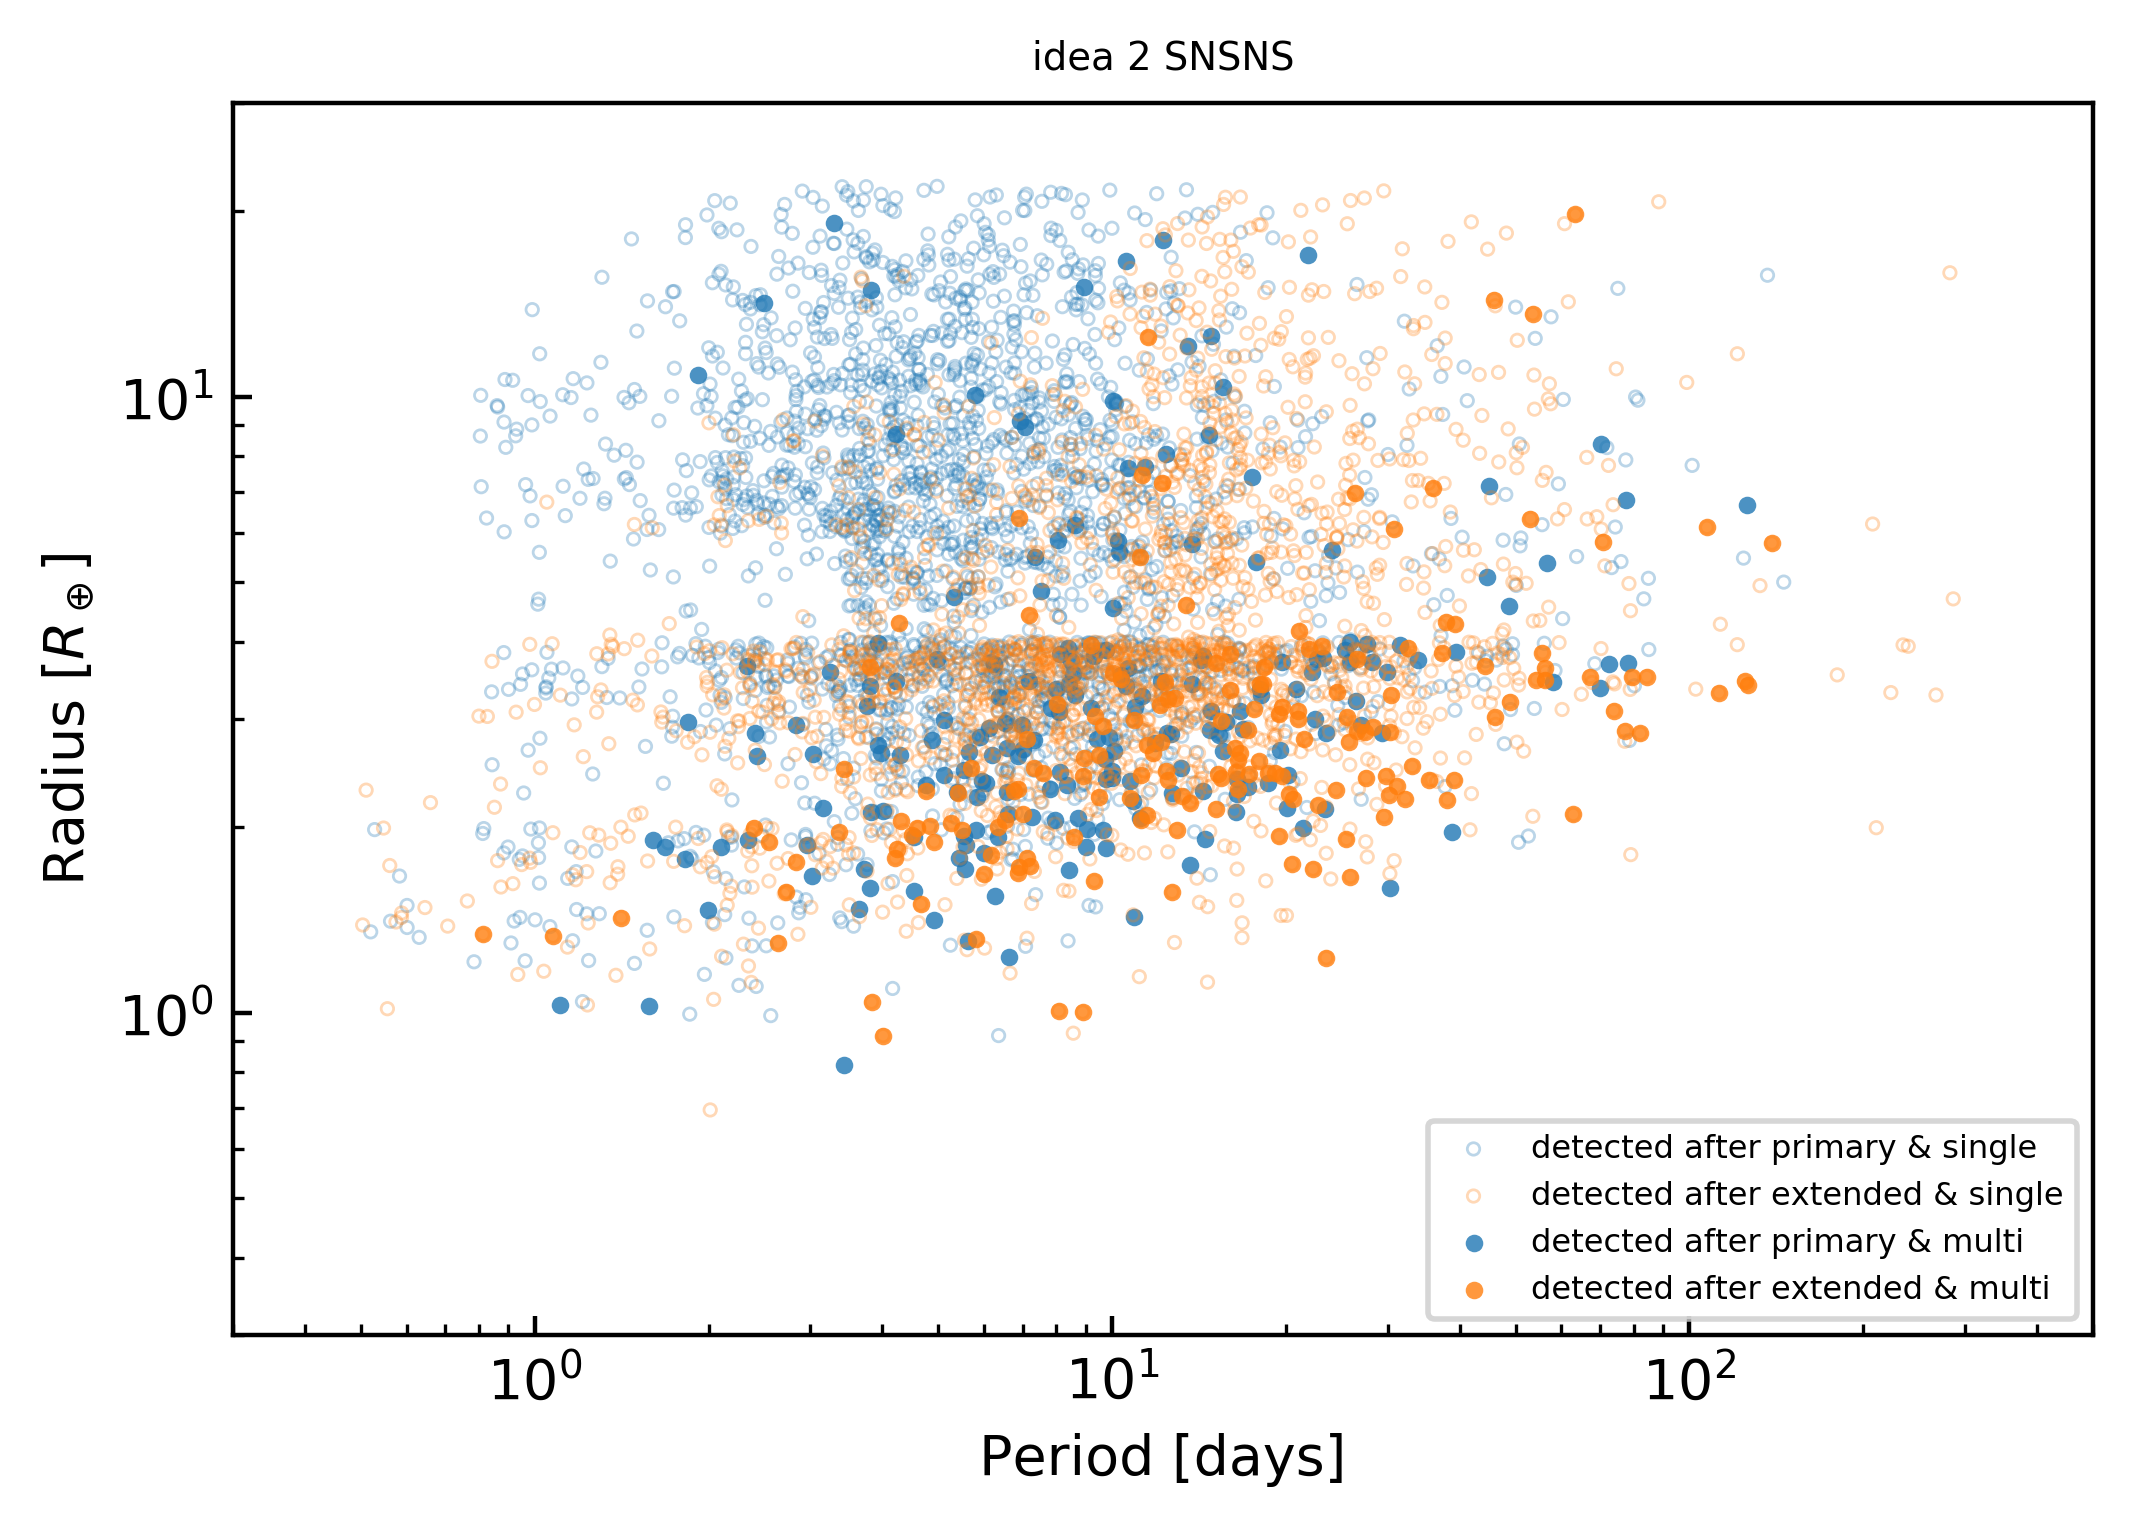 idea 2 SNSNS
10¹
10⁰
Radius [R⊕]
detected after primary & single
detected after extended & single
detected after primary & multi
detected after extended & multi
10⁰ 10¹ 10²
Period [days]